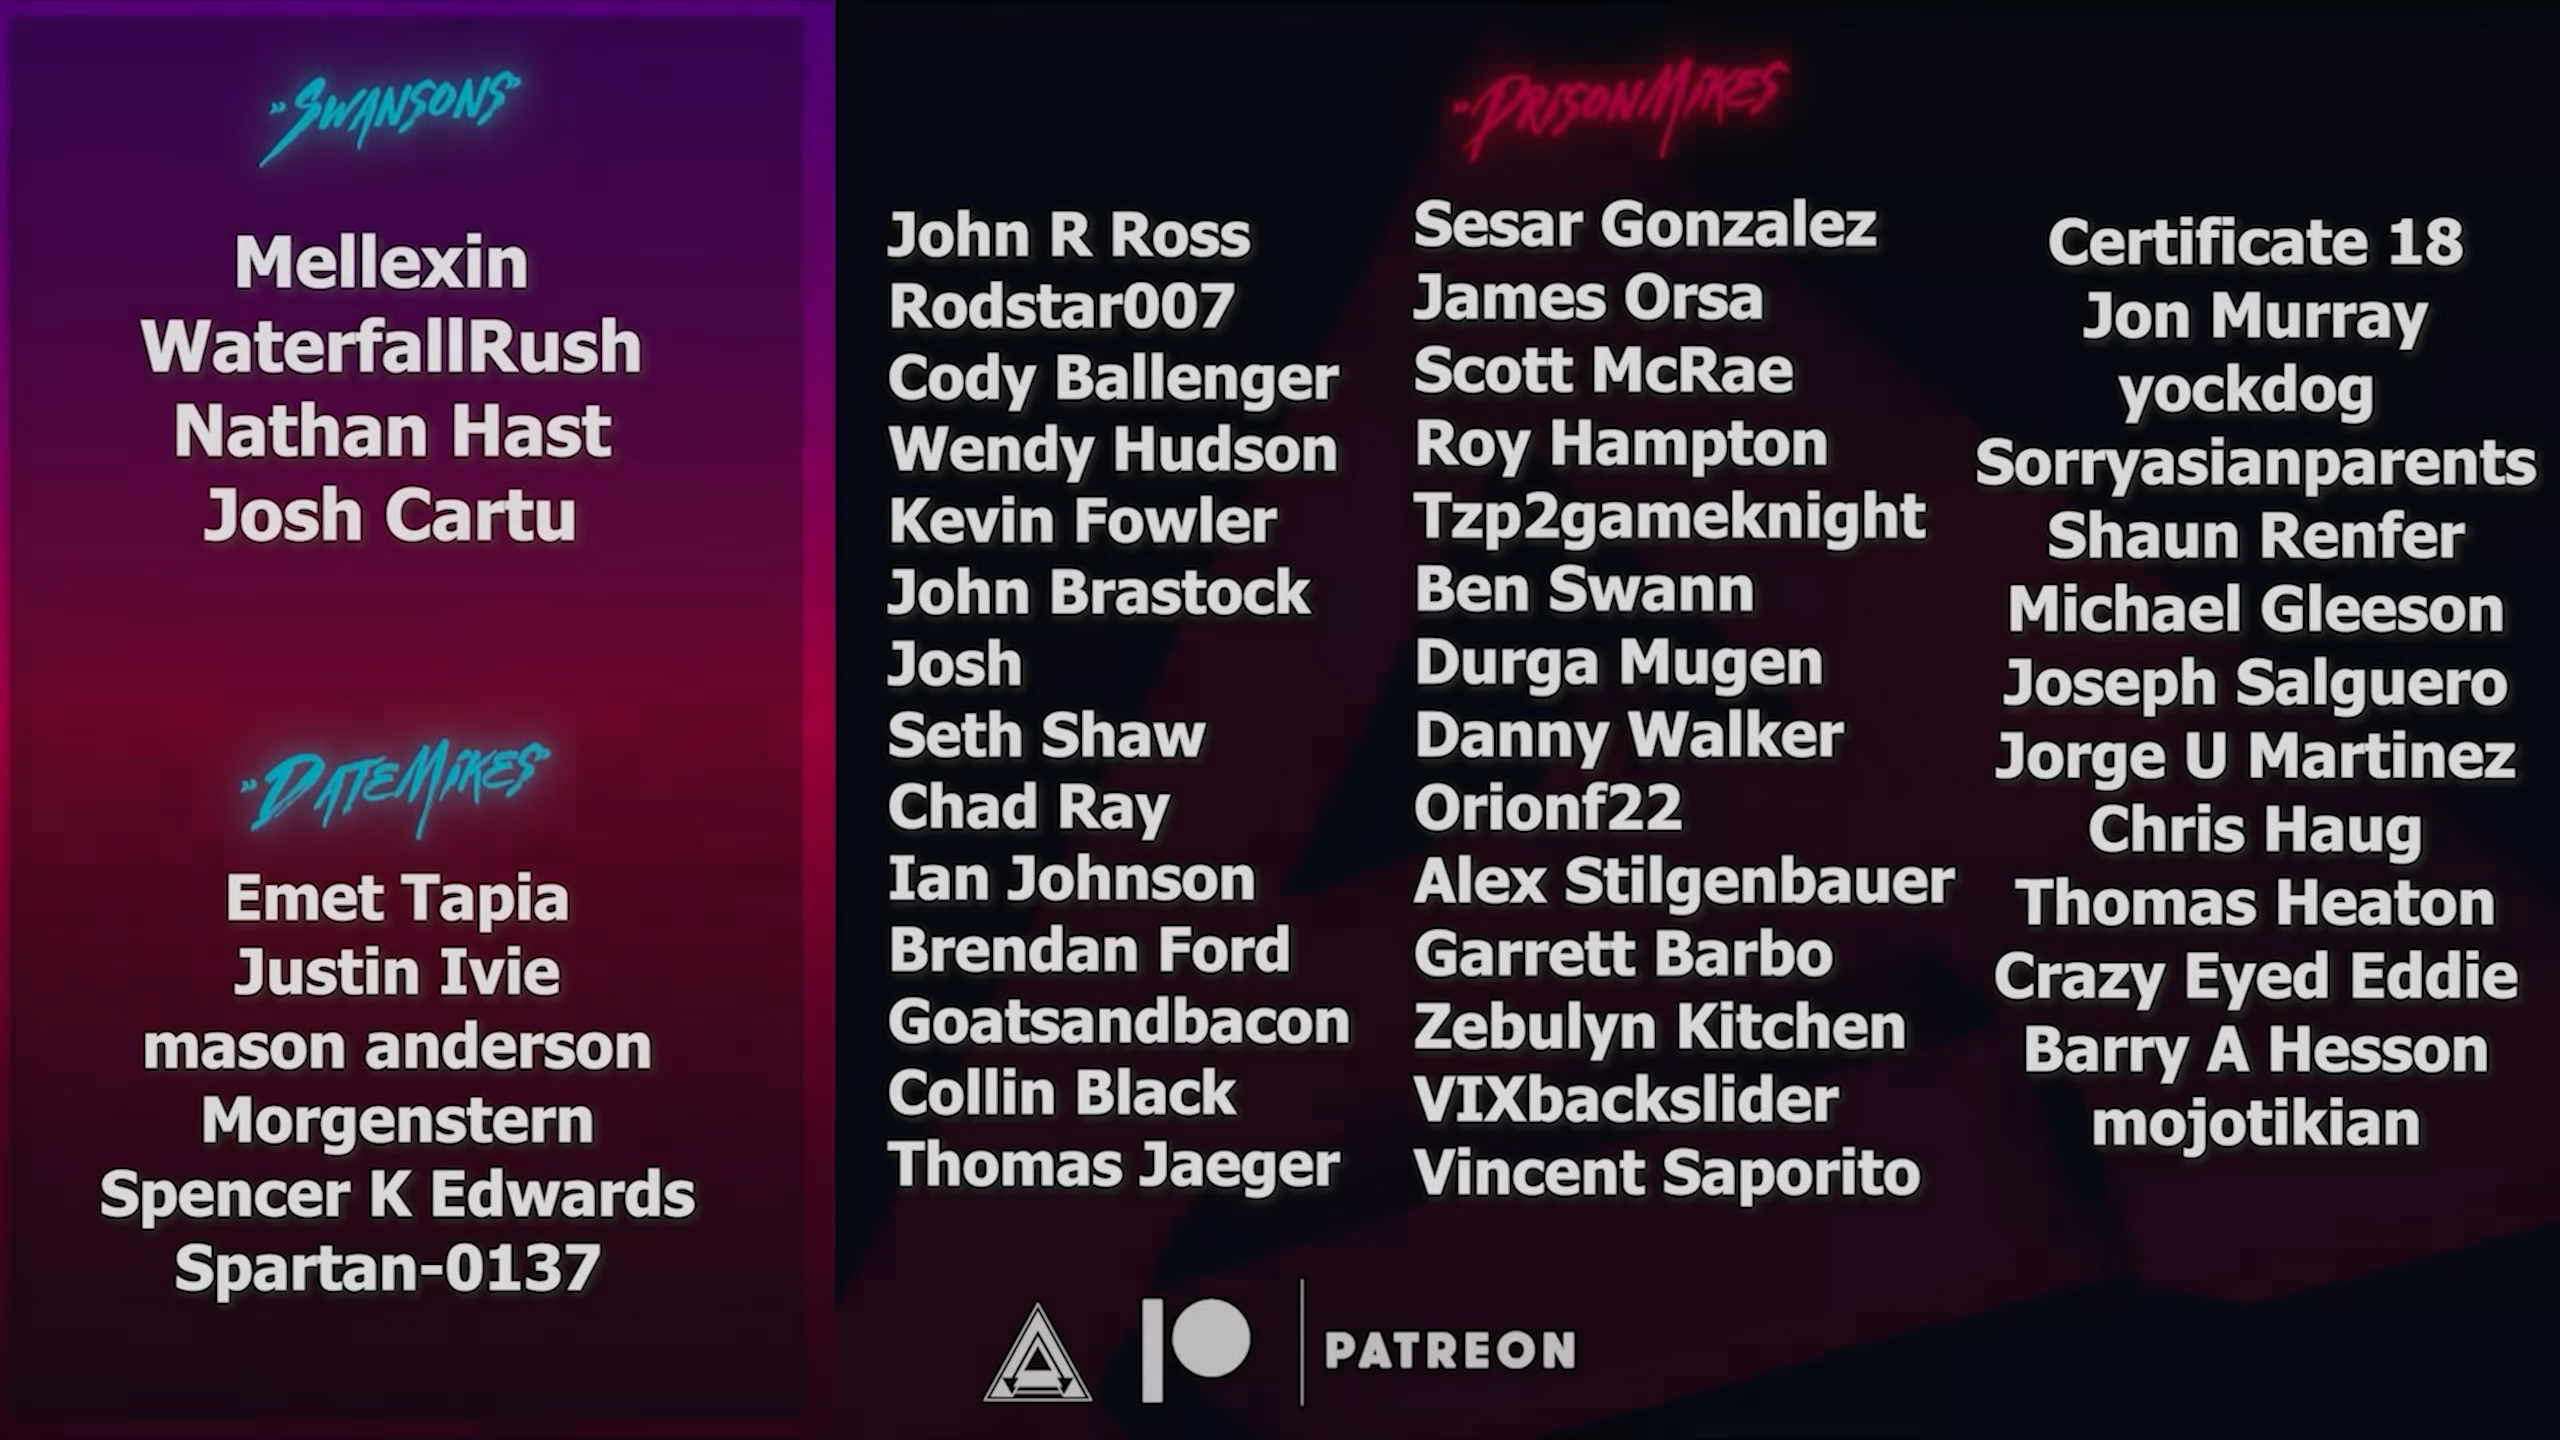 "Swansons"
Mellexin
WaterfallRush
Nathan Hast
Josh Cartu
"DateMikes"
Emet Tapia
Justin Ivie
mason anderson
Morgenstern
Spencer K Edwards
Spartan-0137
"PrisonMikes"
John R Ross
Rodstar007
Cody Ballenger
Wendy Hudson
Kevin Fowler
John Brastock
Josh
Seth Shaw
Chad Ray
Ian Johnson
Brendan Ford
Goatsandbacon
Collin Black
Thomas Jaeger
Sesar Gonzalez
James Orsa
Scott McRae
Roy Hampton
Tzp2gameknight
Ben Swann
Durga Mugen
Danny Walker
Orionf22
Alex Stilgenbauer
Garrett Barbo
Zebulyn Kitchen
VIXbackslider
Vincent Saporito
Certificate 18
Jon Murray
yockdog
Sorryasianparents
Shaun Renfer
Michael Gleeson
Joseph Salguero
Jorge U Martinez
Chris Haug
Thomas Heaton
Crazy Eyed Eddie
Barry A Hesson
mojotikian
PATREON